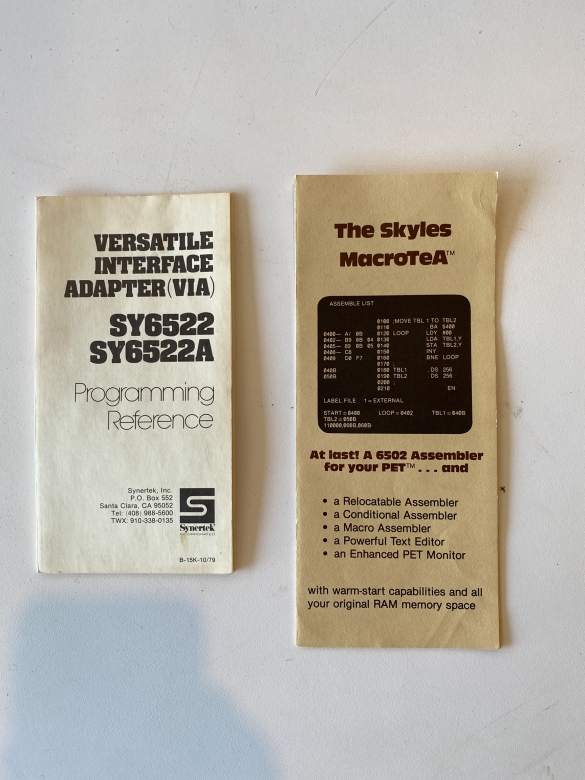 VERSATILE
INTERFACE
ADAPTER (VIA)
SY6522
SY6522A
Programming
Reference
Synertek, Inc.
P.O. Box 552
Santa Clara, CA 95052
Tel: (408) 988-5600
TWX: 910-338-0135
Synertek
INCORPORATED
B-15K-10/79
The Skyles
MacroTeA™
ASSEMBLE LIST
0100 ;MOVE TBL 1 TO TBL2
0110 .BA $400
0400— A/ 0B 0120 LOOP LDY #00
0402— B9 0B 04 0130 LDA TBL1,Y
0405— 89 0B 05 0140 STA TBL2,Y
0408— C8 0150 INY
0409 D0 F7 0160 BNE LOOP
0170 ;
040B 0180 TBL1 .DS 256
050B 0190 TBL2 .DS 256
0200 ;
0210 EN
LABEL FILE 1 = EXTERNAL
START = 0400 LOOP = 0402 TBL1 = 040B
TBL2 = 050B
110000,060B,060B
At last! A 6502 Assembler
for your PET™ . . . and
• a Relocatable Assembler
• a Conditional Assembler
• a Macro Assembler
• a Powerful Text Editor
• an Enhanced PET Monitor
with warm-start capabilities and all
your original RAM memory space